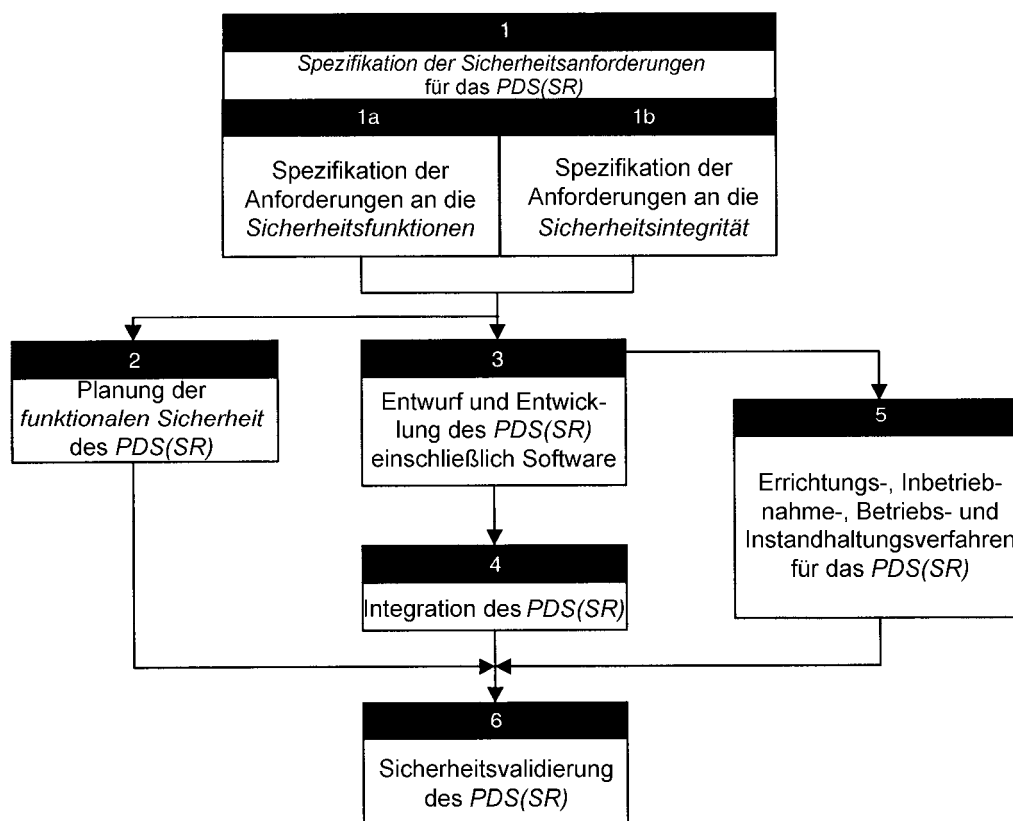 1
Spezifikation der Sicherheitsanforderungen
für das PDS(SR)
1a
Spezifikation der
Anforderungen an die
Sicherheitsfunktionen
1b
Spezifikation der
Anforderungen an die
Sicherheitsintegrität
2
Planung der
funktionalen Sicherheit
des PDS(SR)
3
Entwurf und Entwick-
lung des PDS(SR)
einschließlich Software
4
Integration des PDS(SR)
5
Errichtungs-, Inbetrieb-
nahme-, Betriebs- und
Instandhaltungsverfahren
für das PDS(SR)
6
Sicherheitsvalidierung
des PDS(SR)